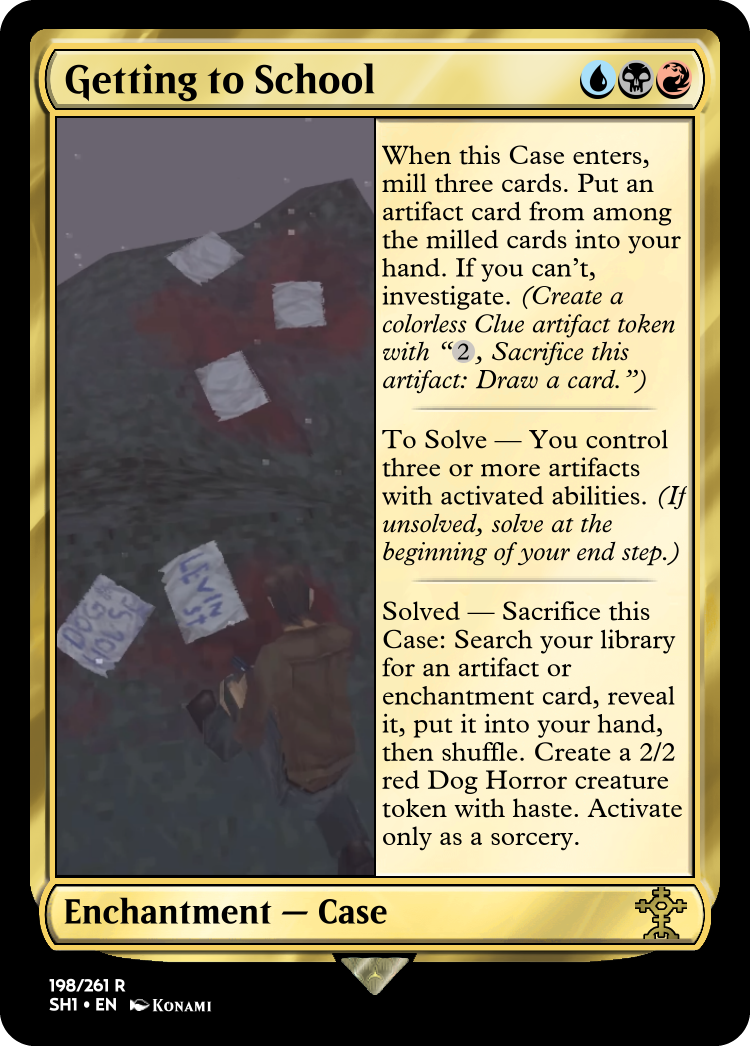 Getting to School
When this Case enters,
mill three cards. Put an
artifact card from among
the milled cards into your
hand. If you can't,
investigate. (Create a
colorless Clue artifact token
with “2, Sacrifice this
artifact: Draw a card.”)
To Solve — You control
three or more artifacts
with activated abilities. (If
unsolved, solve at the
beginning of your end step.)
Solved — Sacrifice this
Case: Search your library
for an artifact or
enchantment card, reveal
it, put it into your hand,
then shuffle. Create a 2/2
red Dog Horror creature
token with haste. Activate
only as a sorcery.
LEVIN
ST
DOG
Enchantment — Case
198/261 R
SH1 • EN KONAMI